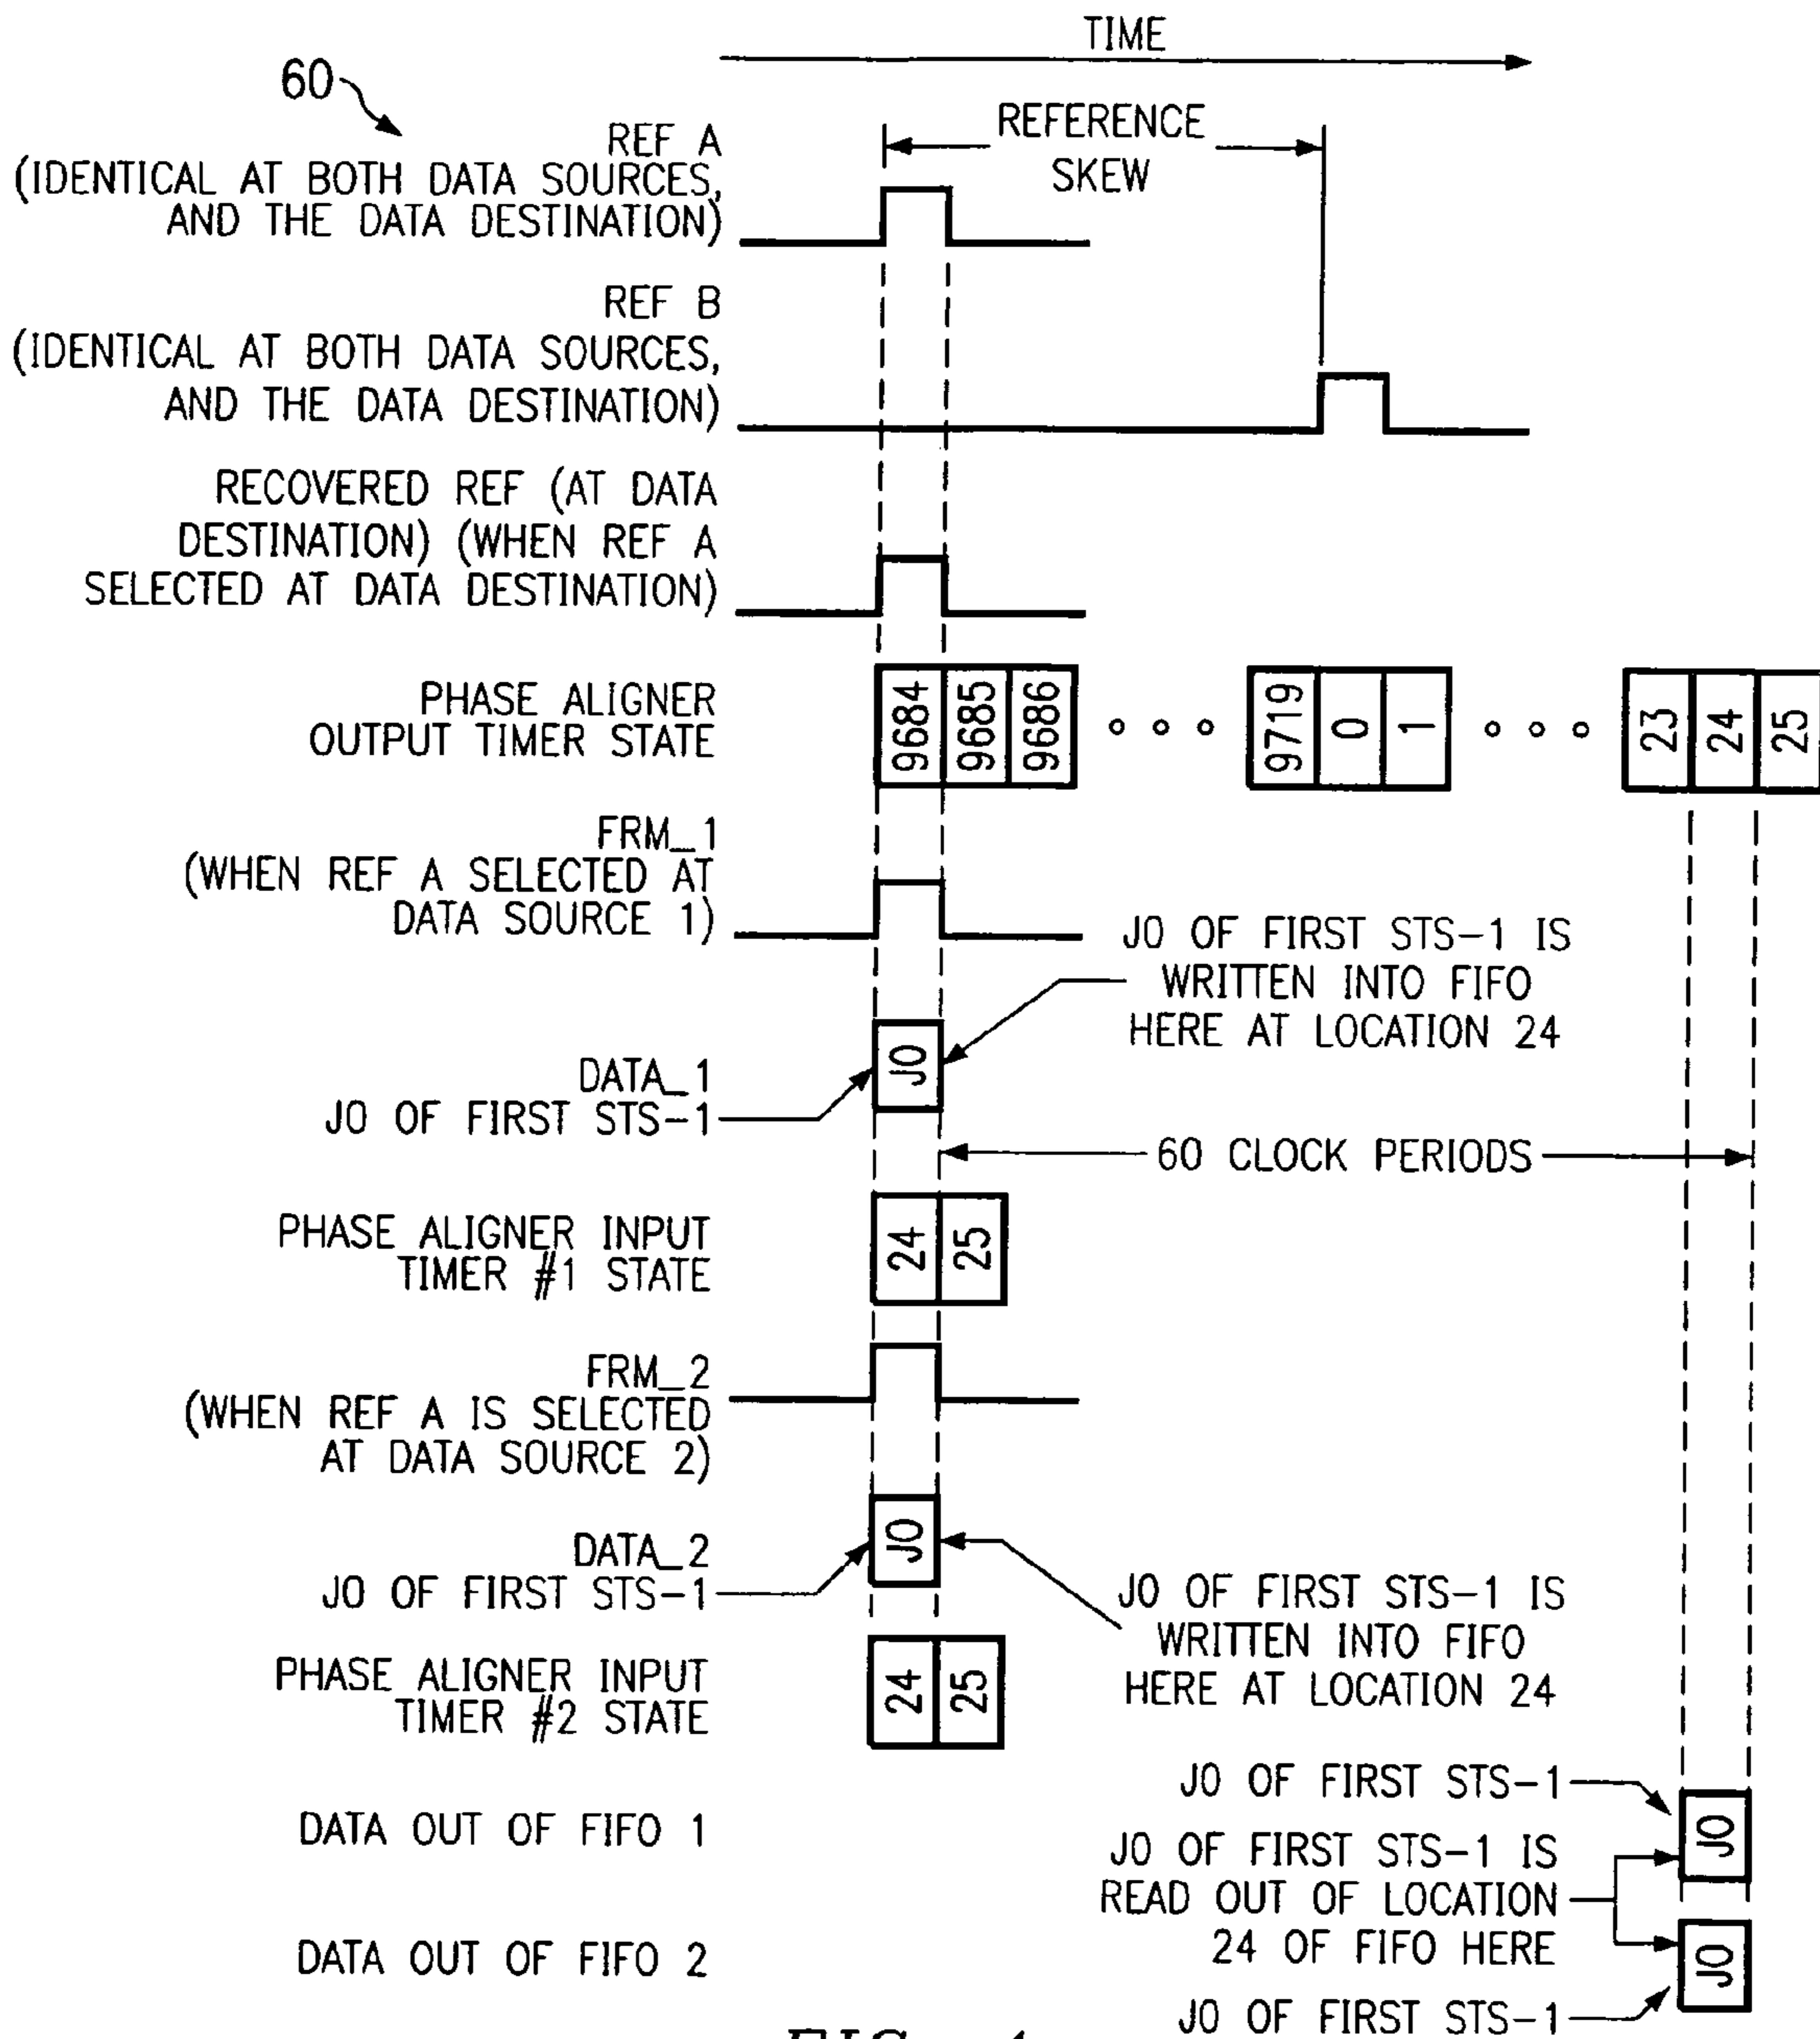 TIME
60
REF A
(IDENTICAL AT BOTH DATA SOURCES,
AND THE DATA DESTINATION)
REFERENCE
SKEW
REF B
(IDENTICAL AT BOTH DATA SOURCES,
AND THE DATA DESTINATION)
RECOVERED REF (AT DATA
DESTINATION) (WHEN REF A
SELECTED AT DATA DESTINATION)
PHASE ALIGNER
OUTPUT TIMER STATE
9684 9685 9686 9719 0 1 23 24 25
FRM_1
(WHEN REF A SELECTED AT
DATA SOURCE 1)
J0 OF FIRST STS-1 IS
WRITTEN INTO FIFO
HERE AT LOCATION 24
DATA_1
J0 OF FIRST STS-1
J0
60 CLOCK PERIODS
PHASE ALIGNER INPUT
TIMER #1 STATE
24 25
FRM_2
(WHEN REF A IS SELECTED
AT DATA SOURCE 2)
DATA_2
J0 OF FIRST STS-1
J0
J0 OF FIRST STS-1 IS
WRITTEN INTO FIFO
HERE AT LOCATION 24
PHASE ALIGNER INPUT
TIMER #2 STATE
24 25
J0 OF FIRST STS-1
DATA OUT OF FIFO 1
J0
J0 OF FIRST STS-1 IS
READ OUT OF LOCATION
24 OF FIFO HERE
DATA OUT OF FIFO 2
J0
J0 OF FIRST STS-1